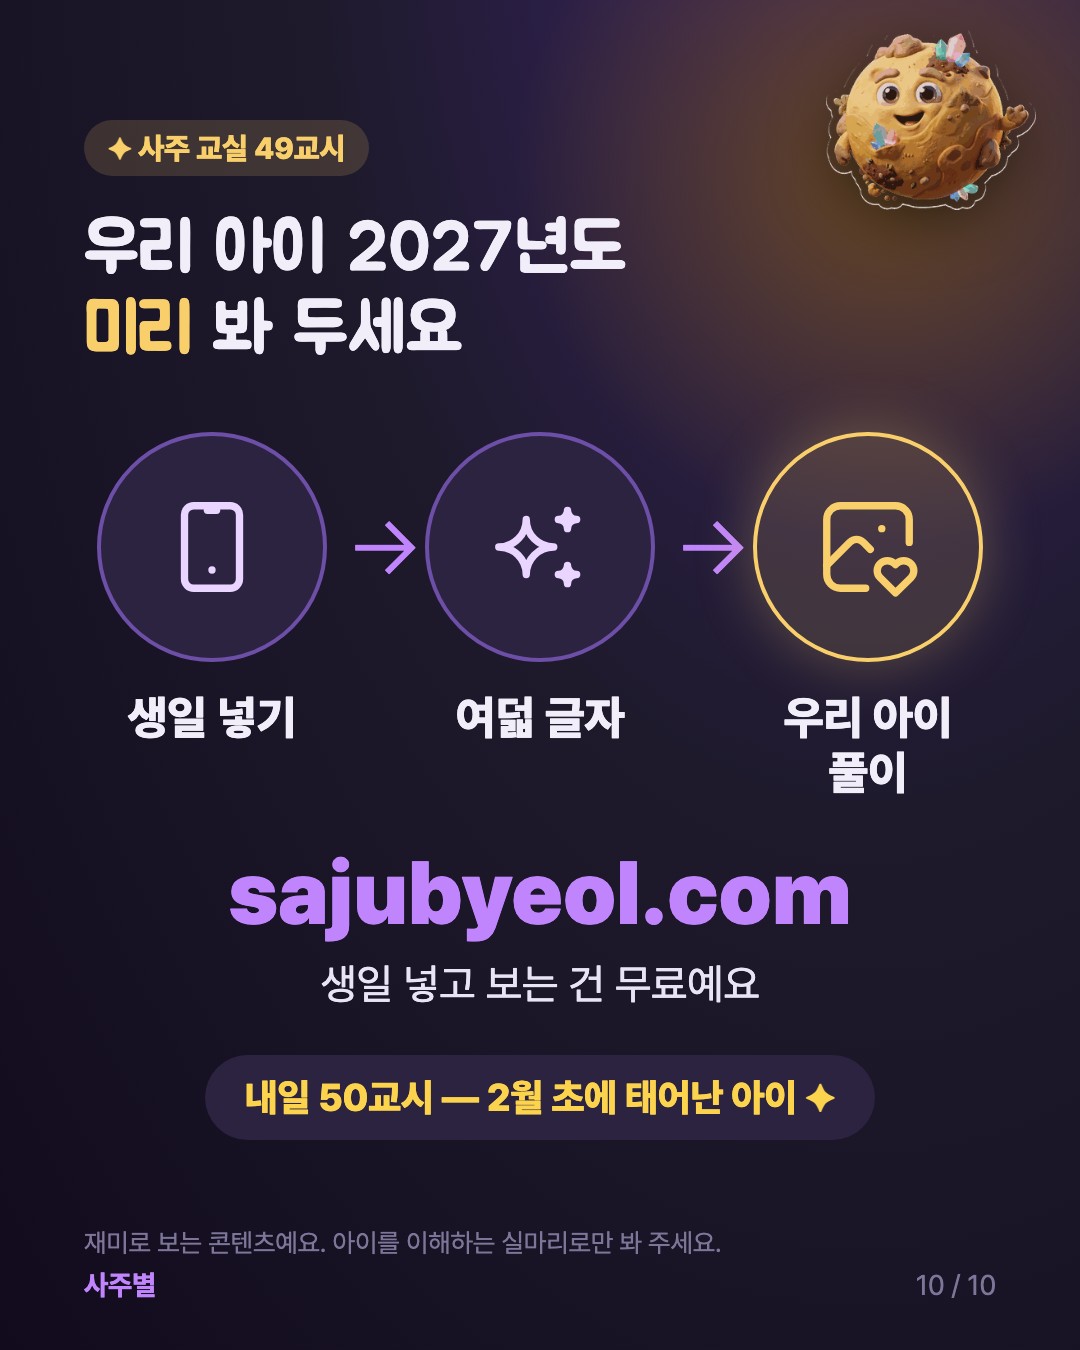 ✦ 사주 교실 49교시
우리 아이 2027년도
미리 봐 두세요
생일 넣기
여덟 글자
우리 아이
풀이
sajubyeol.com
생일 넣고 보는 건 무료예요
내일 50교시 — 2월 초에 태어난 아이 ✦
재미로 보는 콘텐츠예요. 아이를 이해하는 실마리로만 봐 주세요.
사주별
10 / 10